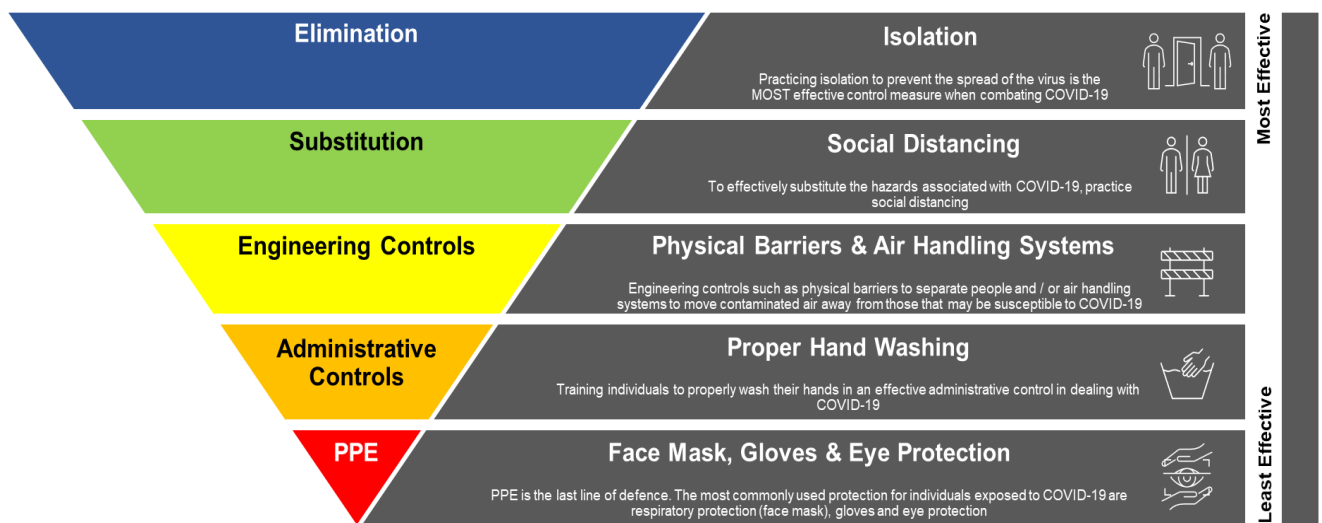 Elimination
Isolation
Practicing isolation to prevent the spread of the virus is the
MOST effective control measure when combating COVID-19
Most Effective
Substitution
Social Distancing
To effectively substitute the hazards associated with COVID-19, practice
social distancing
Engineering Controls
Physical Barriers & Air Handling Systems
Engineering controls such as physical barriers to separate people and / or air handling
systems to move contaminated air away from those that may be susceptible to COVID-19
Administrative
Controls
Proper Hand Washing
Training individuals to properly wash their hands in an effective administrative control in dealing with
COVID-19
PPE
Face Mask, Gloves & Eye Protection
PPE is the last line of defence. The most commonly used protection for individuals exposed to COVID-19 are
respiratory protection (face mask), gloves and eye protection
Least Effective